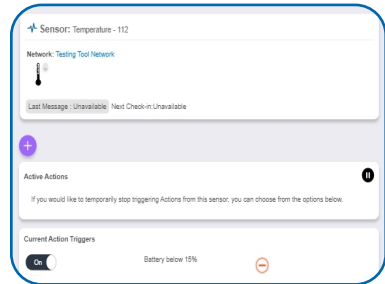 Sensor: Temperature - 112
Network: Testing Tool Network
Last Message : Unavailable Next Check-in:Unavailable
+
Active Actions
If you would like to temporarily stop triggering Actions from this sensor, you can choose from the options below.
Current Action Triggers
On Battery below 15%